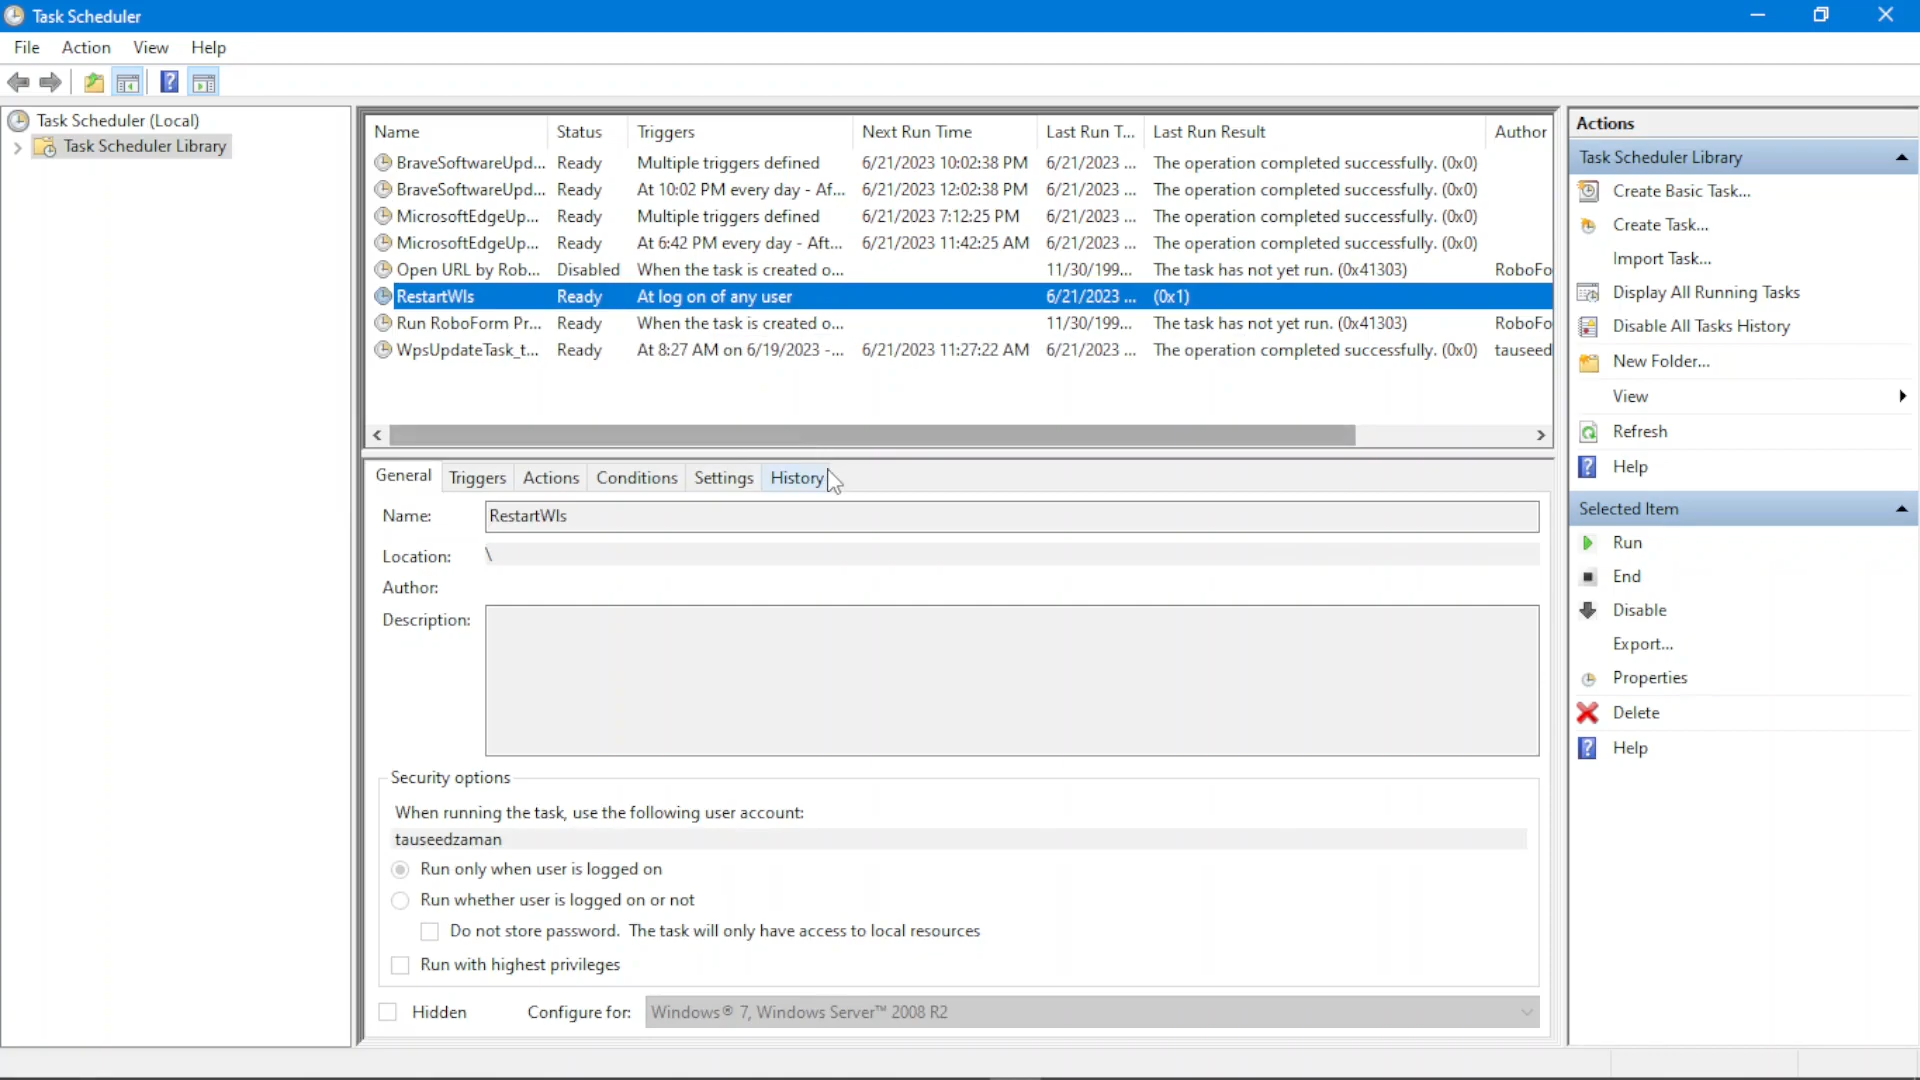 Task Scheduler
File Action View Help
Task Scheduler (Local)
Task Scheduler Library
Name Status Triggers Next Run Time Last Run T... Last Run Result Author
BraveSoftwareUpd... Ready Multiple triggers defined 6/21/2023 10:02:38 PM 6/21/2023 ... The operation completed successfully. (0x0)
BraveSoftwareUpd... Ready At 10:02 PM every day - Af... 6/21/2023 12:02:38 PM 6/21/2023 ... The operation completed successfully. (0x0)
MicrosoftEdgeUp... Ready Multiple triggers defined 6/21/2023 7:12:25 PM 6/21/2023 ... The operation completed successfully. (0x0)
MicrosoftEdgeUp... Ready At 6:42 PM every day - Aft... 6/21/2023 11:42:25 AM 6/21/2023 ... The operation completed successfully. (0x0)
Open URL by Rob... Disabled When the task is created o... 11/30/199... The task has not yet run. (0x41303) RoboFo
RestartWIs Ready At log on of any user 6/21/2023 ... (0x1)
Run RoboForm Pr... Ready When the task is created o... 11/30/199... The task has not yet run. (0x41303) RoboFo
WpsUpdateTask_t... Ready At 8:27 AM on 6/19/2023 -... 6/21/2023 11:27:22 AM 6/21/2023 ... The operation completed successfully. (0x0) tauseed
General Triggers Actions Conditions Settings History
Name: RestartWIs
Location: \
Author:
Description:
Security options
When running the task, use the following user account:
tauseedzaman
Run only when user is logged on
Run whether user is logged on or not
Do not store password. The task will only have access to local resources
Run with highest privileges
Hidden Configure for: Windows® 7, Windows Server™ 2008 R2
Actions
Task Scheduler Library
Create Basic Task...
Create Task...
Import Task...
Display All Running Tasks
Disable All Tasks History
New Folder...
View
Refresh
Help
Selected Item
Run
End
Disable
Export...
Properties
Delete
Help